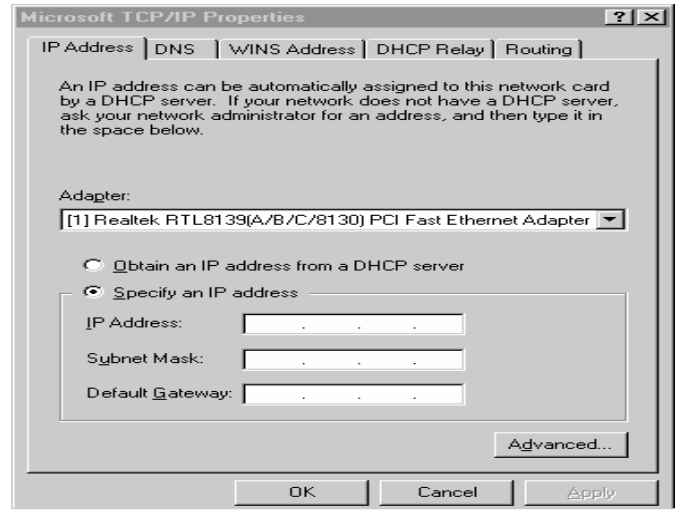 Microsoft TCP/IP Properties
IP Address DNS WINS Address DHCP Relay Routing
An IP address can be automatically assigned to this network card
by a DHCP server. If your network does not have a DHCP server,
ask your network administrator for an address, and then type it in
the space below.
Adapter:
[1] Realtek RTL8139(A/B/C/8130) PCI Fast Ethernet Adapter
Obtain an IP address from a DHCP server
Specify an IP address
IP Address: . . .
Subnet Mask: . . .
Default Gateway: . . .
Advanced...
OK Cancel Apply